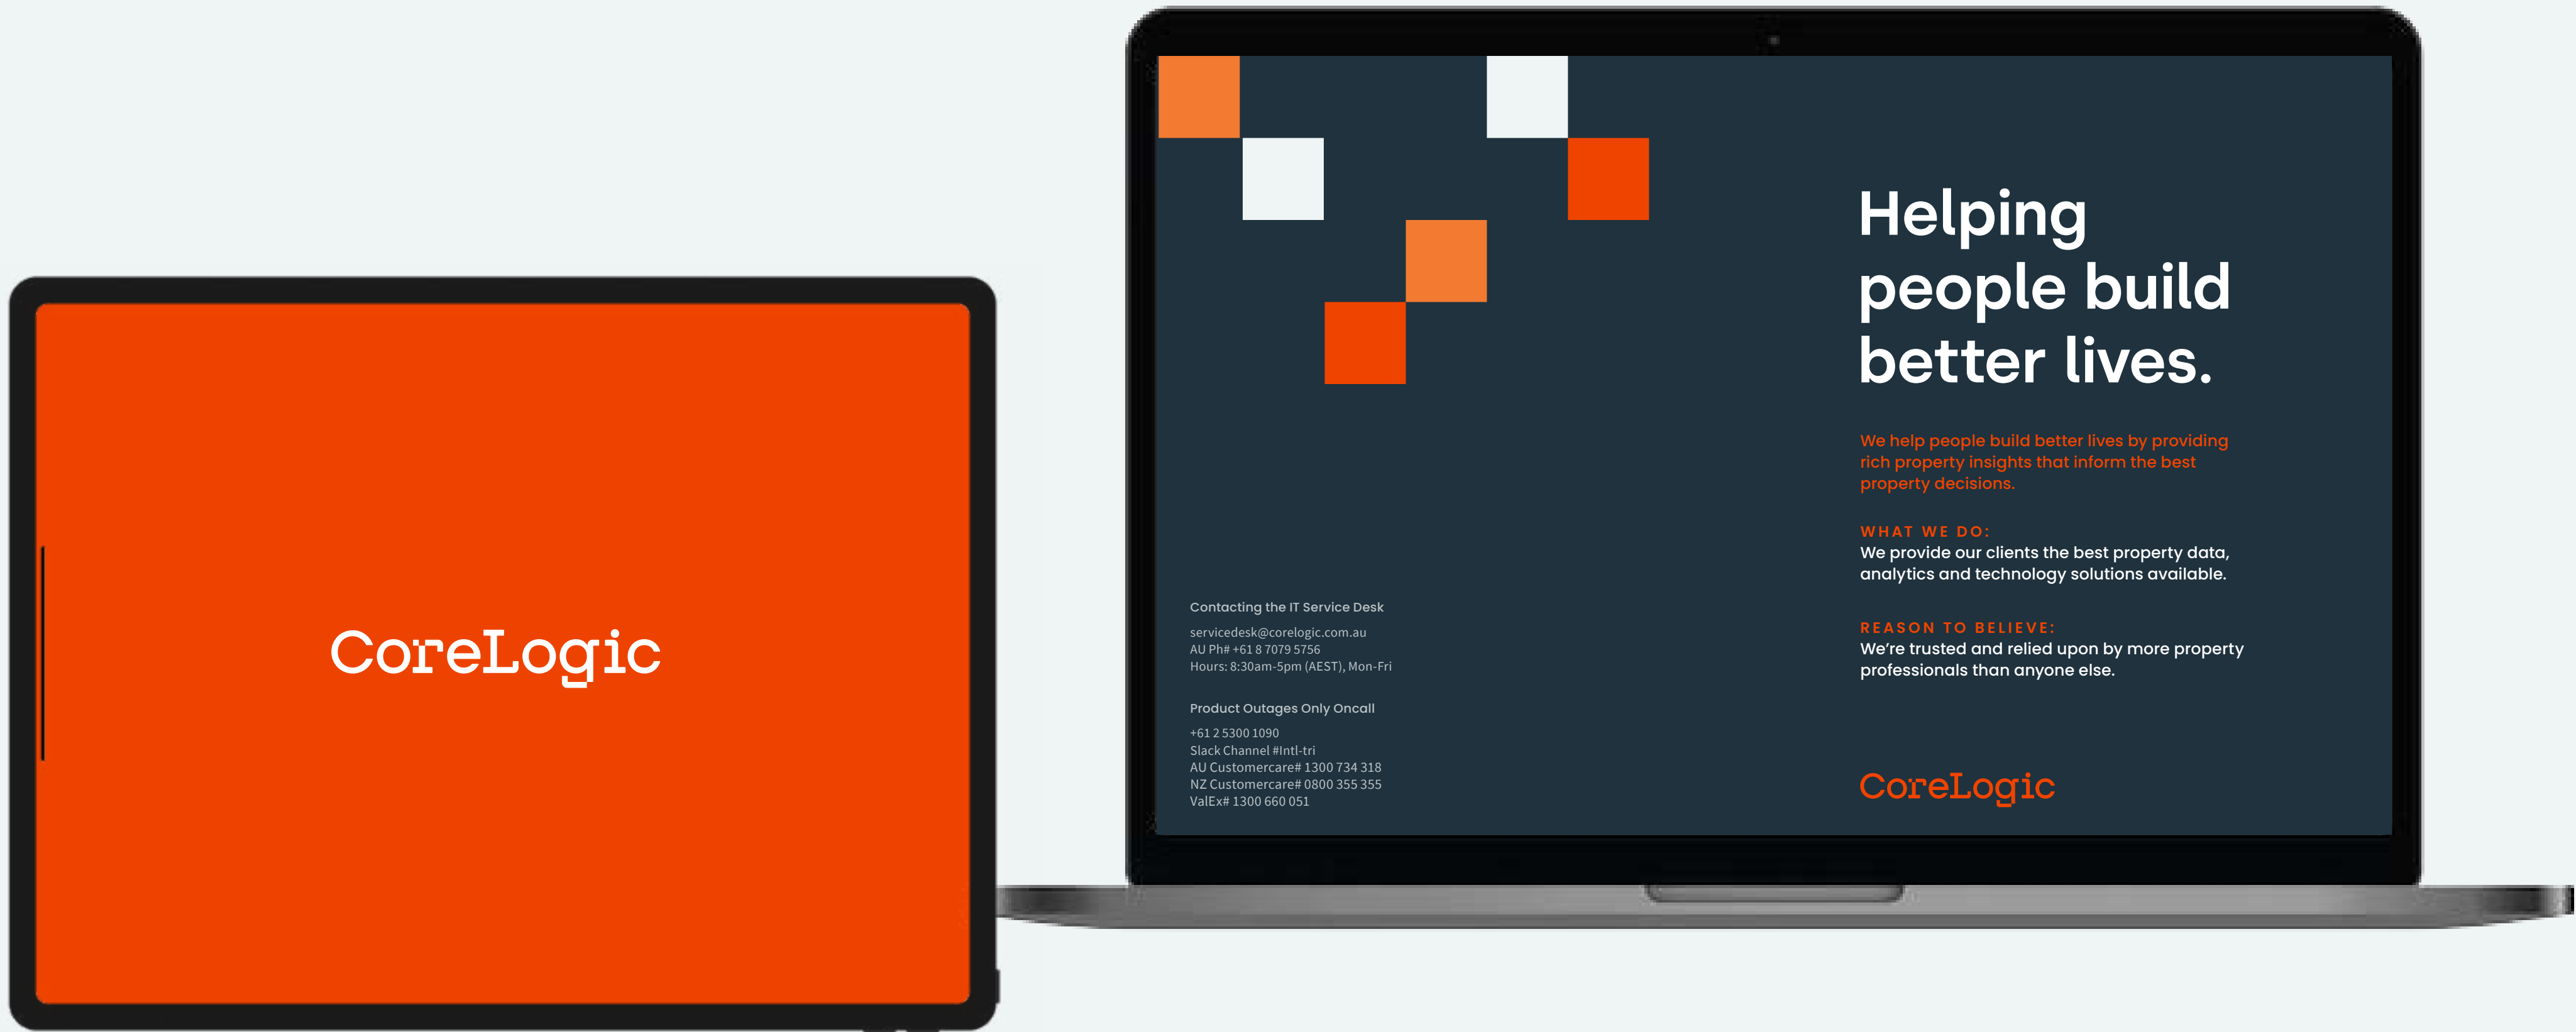 CoreLogic
Helping
people build
better lives.
We help people build better lives by providing
rich property insights that inform the best
property decisions.
WHAT WE DO:
We provide our clients the best property data,
analytics and technology solutions available.
REASON TO BELIEVE:
We’re trusted and relied upon by more property
professionals than anyone else.
CoreLogic
Contacting the IT Service Desk
servicedesk@corelogic.com.au
AU Ph# +61 8 7079 5756
Hours: 8:30am-5pm (AEST), Mon-Fri
Product Outages Only Oncall
+61 2 5300 1090
Slack Channel #Intl-tri
AU Customercare# 1300 734 318
NZ Customercare# 0800 355 355
ValEx# 1300 660 051